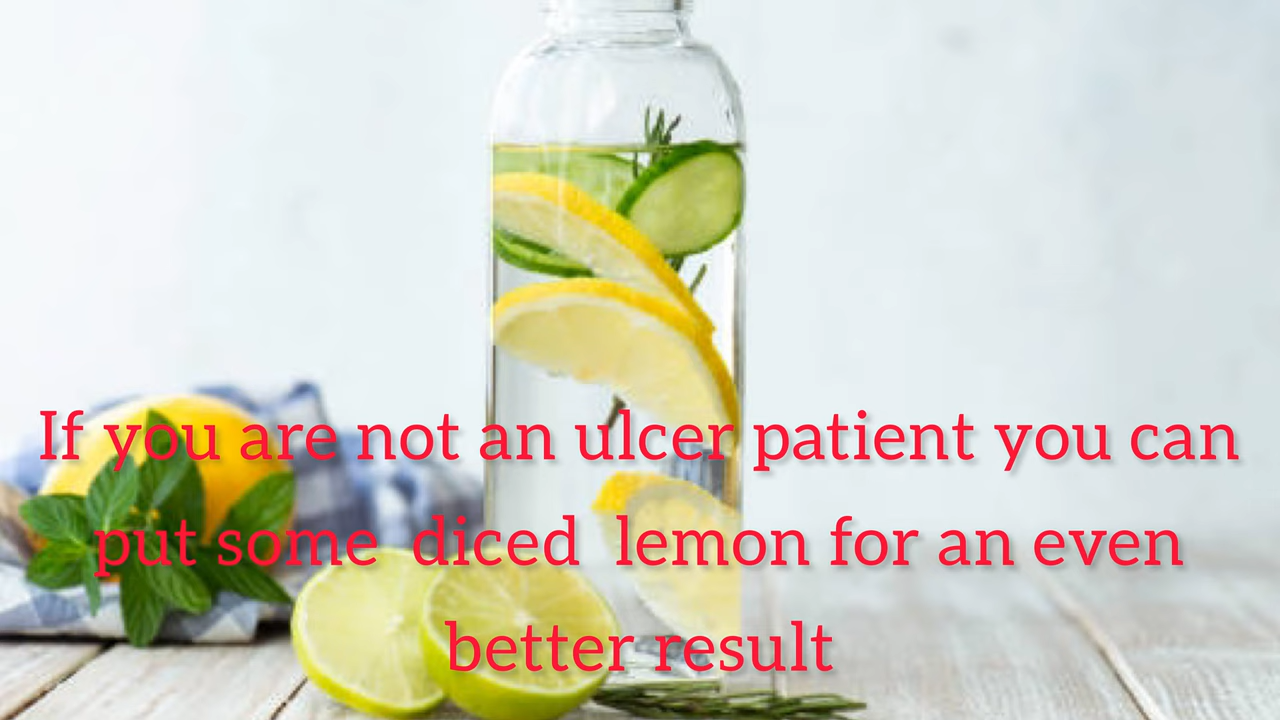 If you are not an ulcer patient you can
put some diced lemon for an even
better result